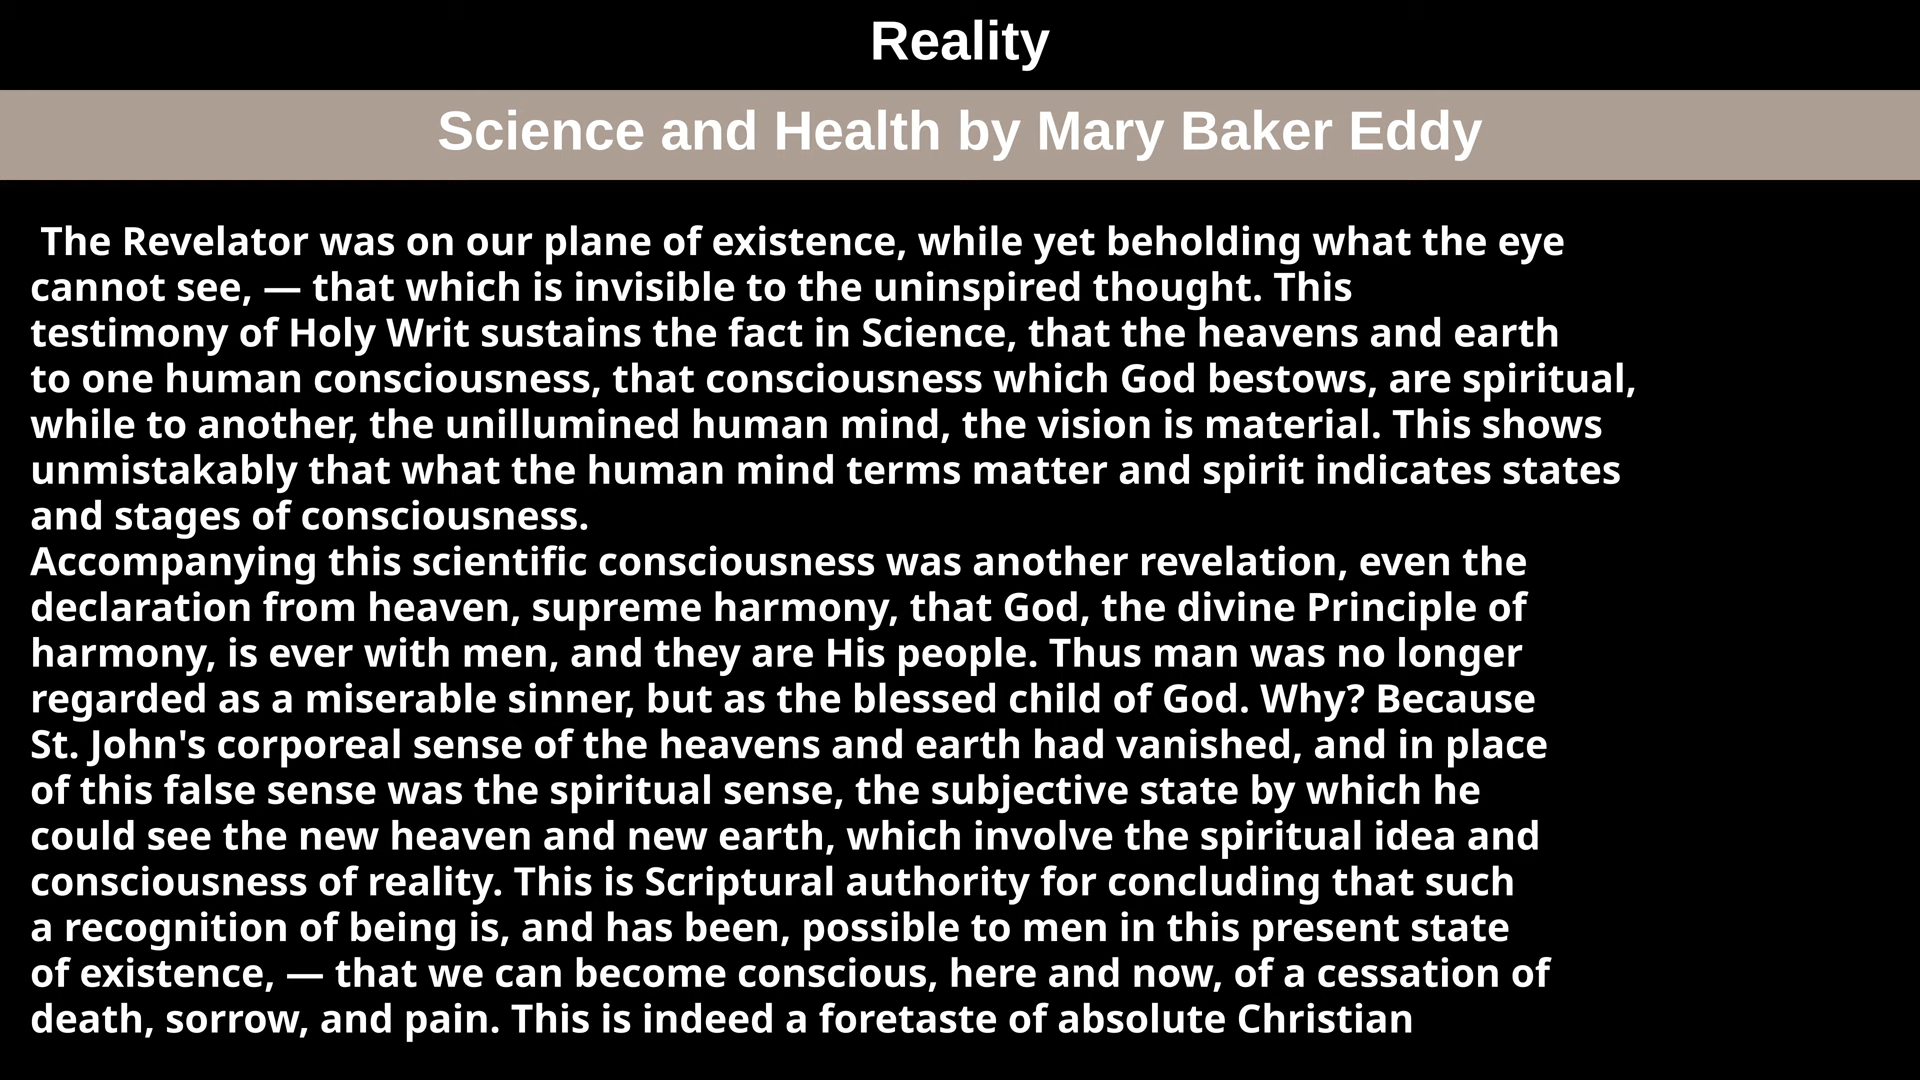 Reality
Science and Health by Mary Baker Eddy
The Revelator was on our plane of existence, while yet beholding what the eye
cannot see, — that which is invisible to the uninspired thought. This
testimony of Holy Writ sustains the fact in Science, that the heavens and earth
to one human consciousness, that consciousness which God bestows, are spiritual,
while to another, the unillumined human mind, the vision is material. This shows
unmistakably that what the human mind terms matter and spirit indicates states
and stages of consciousness.
Accompanying this scientific consciousness was another revelation, even the
declaration from heaven, supreme harmony, that God, the divine Principle of
harmony, is ever with men, and they are His people. Thus man was no longer
regarded as a miserable sinner, but as the blessed child of God. Why? Because
St. John's corporeal sense of the heavens and earth had vanished, and in place
of this false sense was the spiritual sense, the subjective state by which he
could see the new heaven and new earth, which involve the spiritual idea and
consciousness of reality. This is Scriptural authority for concluding that such
a recognition of being is, and has been, possible to men in this present state
of existence, — that we can become conscious, here and now, of a cessation of
death, sorrow, and pain. This is indeed a foretaste of absolute Christian